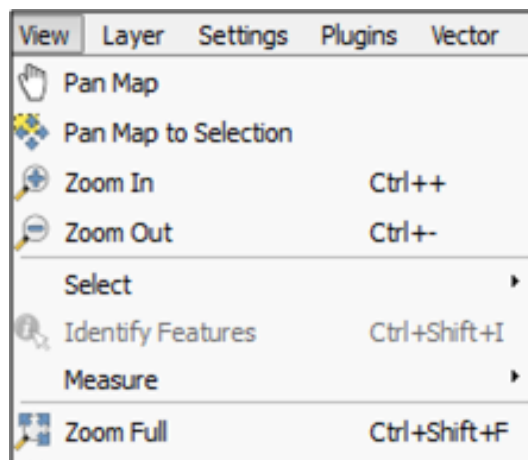 View Layer Settings Plugins Vector
Pan Map
Pan Map to Selection
Zoom In Ctrl++
Zoom Out Ctrl+-
Select
Identify Features Ctrl+Shift+I
Measure
Zoom Full Ctrl+Shift+F